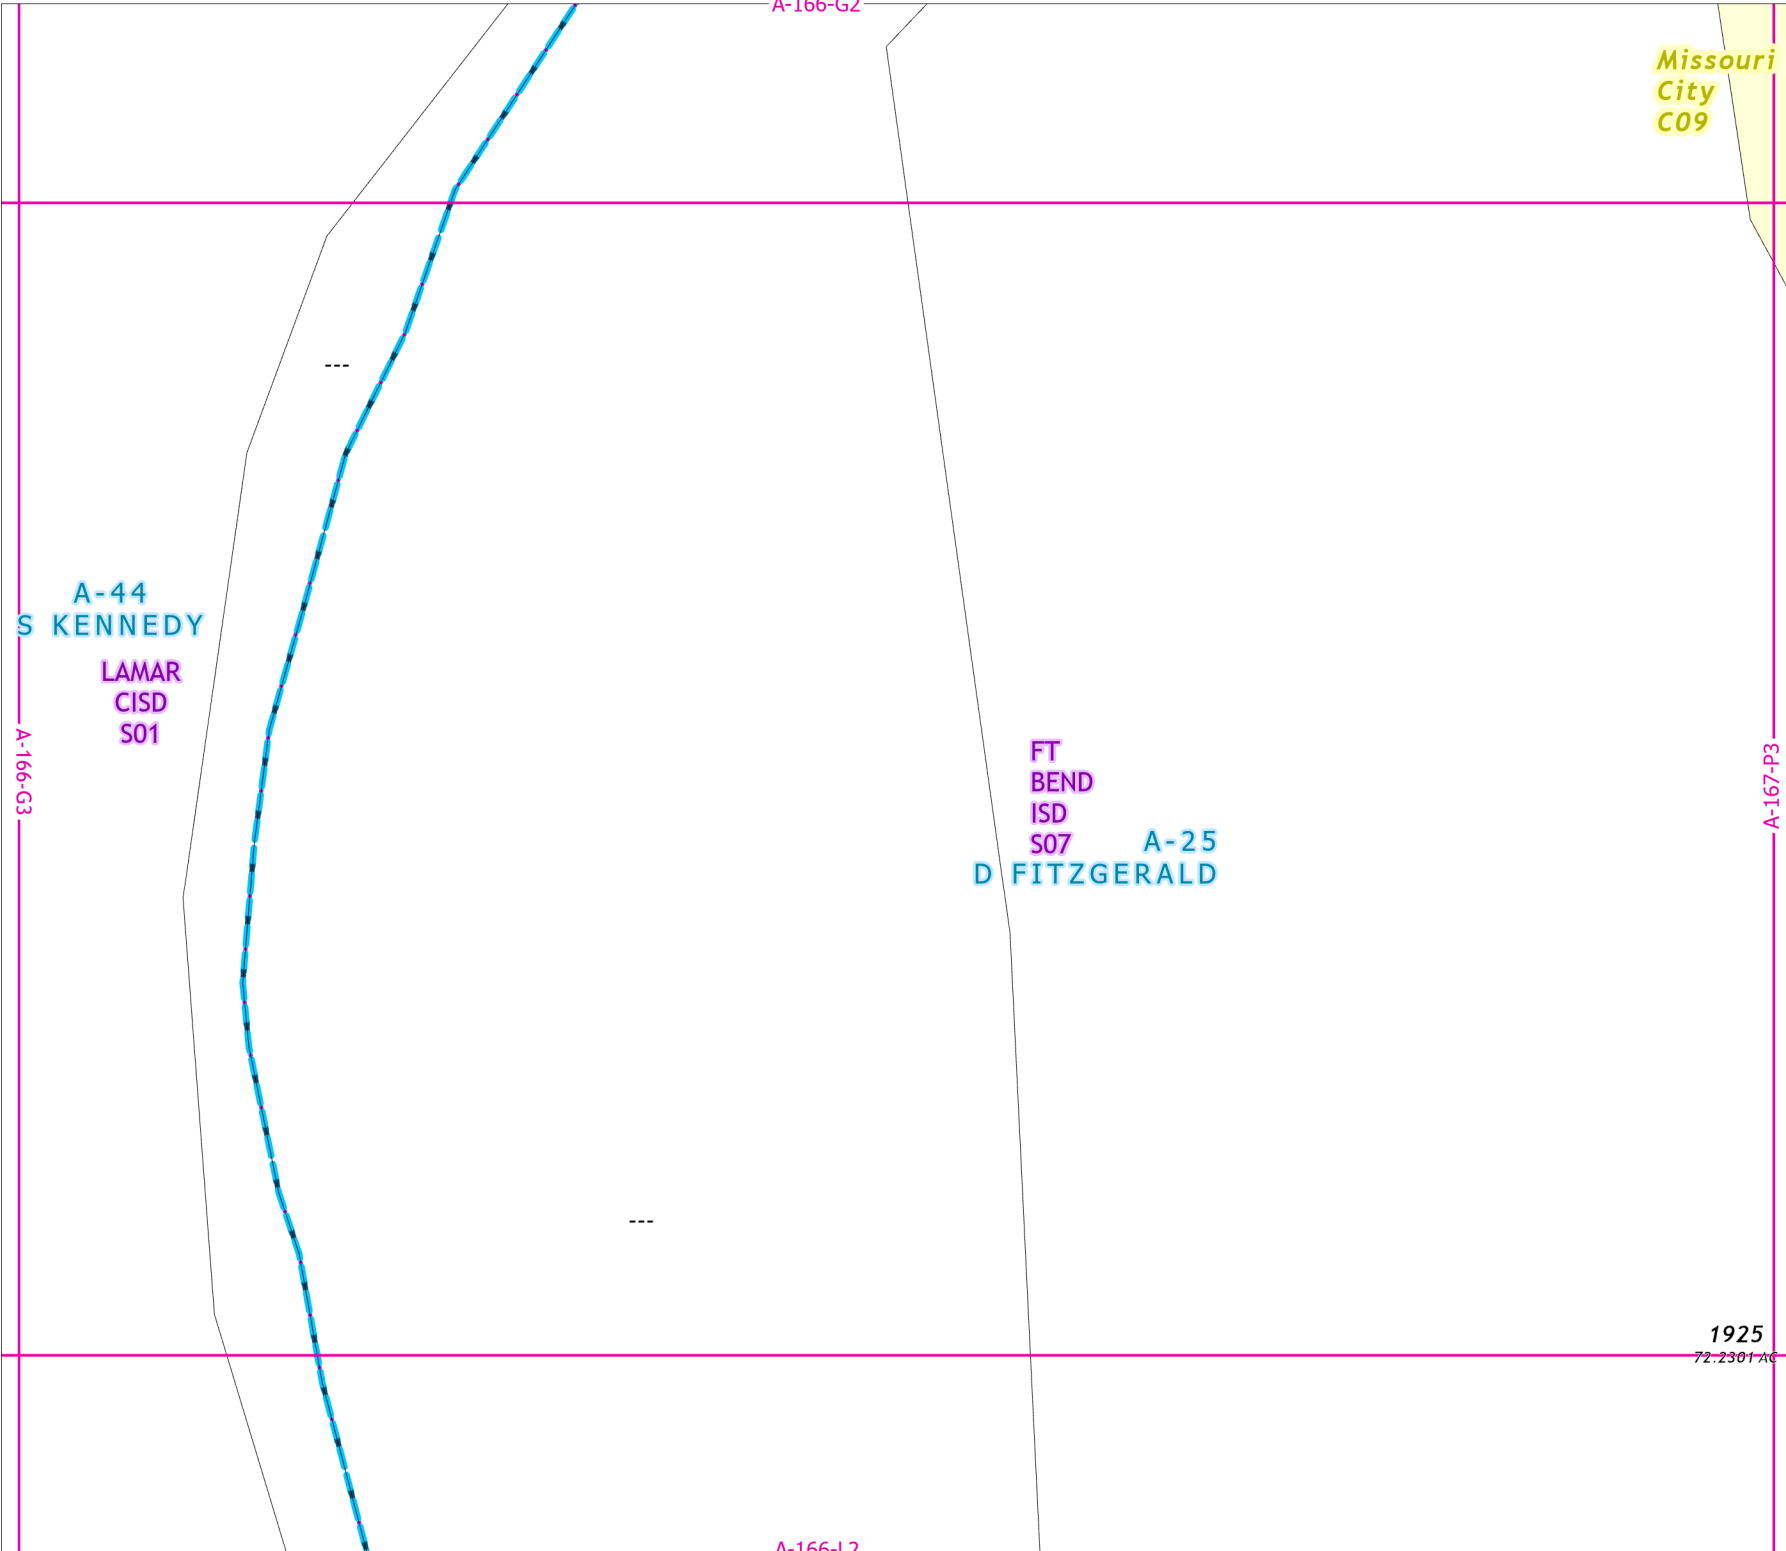 A-166-G2
Missouri
City
C09
---
A-44
S KENNEDY
LAMAR
CISD
S01
A-166-G3
FT
BEND
ISD
S07
A-25
D FITZGERALD
A-167-P3
---
1925
72.2301 AC
A-166-L2